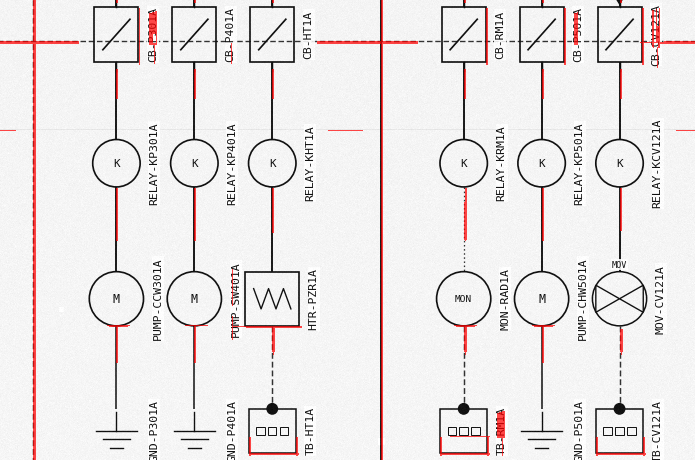 CB-P301A
CB-P401A
CB-HT1A
CB-RM1A
CB-P501A
CB-CV121A
K
RELAY-KP301A
K
RELAY-KP401A
K
RELAY-KHT1A
K
RELAY-KRM1A
K
RELAY-KP501A
K
RELAY-KCV121A
M
PUMP-CCW301A
M
PUMP-SW401A
HTR-PZR1A
MON
MON-RAD1A
M
PUMP-CHW501A
MOV
MOV-CV121A
GND-P301A
GND-P401A
TB-HT1A
TB-RM1A
GND-P501A
TB-CV121A